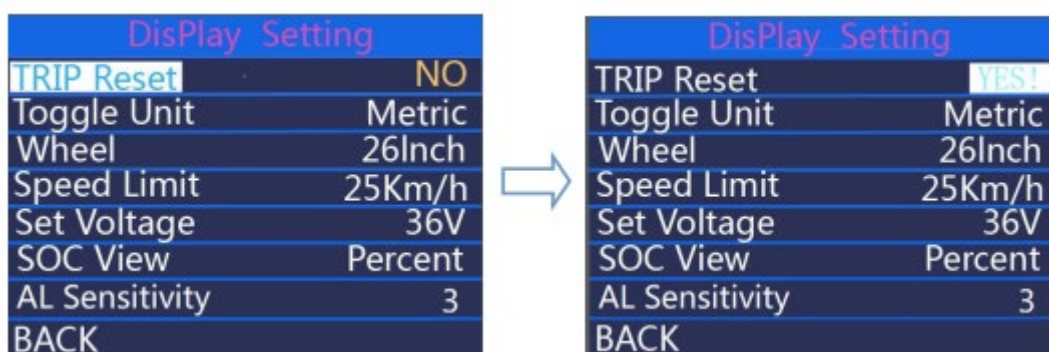 DisPlay Setting
TRIP Reset NO
Toggle Unit Metric
Wheel 26Inch
Speed Limit 25Km/h
Set Voltage 36V
SOC View Percent
AL Sensitivity 3
BACK
DisPlay Setting
TRIP Reset YES!
Toggle Unit Metric
Wheel 26Inch
Speed Limit 25Km/h
Set Voltage 36V
SOC View Percent
AL Sensitivity 3
BACK